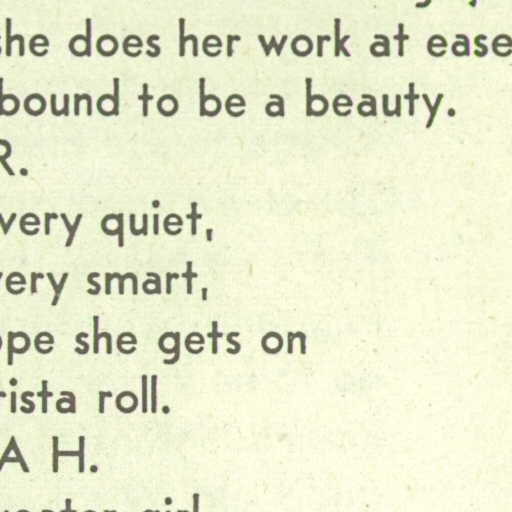 she does her work at ease
bound to be a beauty.
R.
very quiet,
very smart,
ope she gets on
rista roll.
A H.
girl